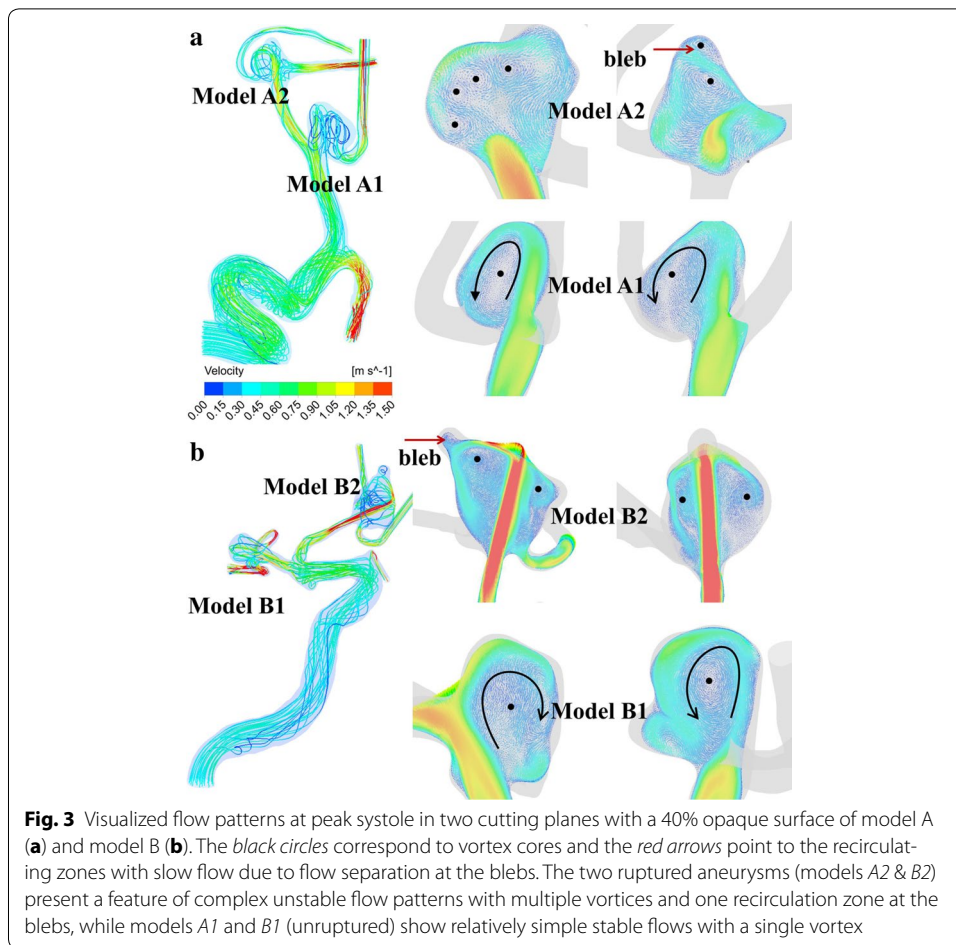 a
Model A2
Model A1
bleb
Model A2
Model A1
Velocity [m s^-1]
0.00 0.15 0.30 0.45 0.60 0.75 0.90 1.05 1.20 1.35 1.50
b
bleb
Model B2
Model B2
Model B1
Model B1
Fig. 3 Visualized flow patterns at peak systole in two cutting planes with a 40% opaque surface of model A
(a) and model B (b). The black circles correspond to vortex cores and the red arrows point to the recirculat-
ing zones with slow flow due to flow separation at the blebs. The two ruptured aneurysms (models A2 & B2)
present a feature of complex unstable flow patterns with multiple vortices and one recirculation zone at the
blebs, while models A1 and B1 (unruptured) show relatively simple stable flows with a single vortex